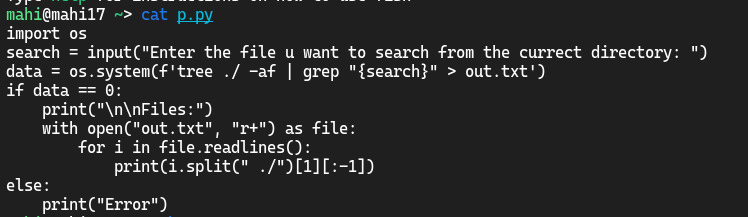 mahi@mahi17 ~> cat p.py
import os
search = input("Enter the file u want to search from the currect directory: ")
data = os.system(f'tree ./ -af | grep "{search}" > out.txt')
if data == 0:
    print("\n\nFiles:")
    with open("out.txt", "r+") as file:
        for i in file.readlines():
            print(i.split(" ./")[1][:-1])
else:
    print("Error")